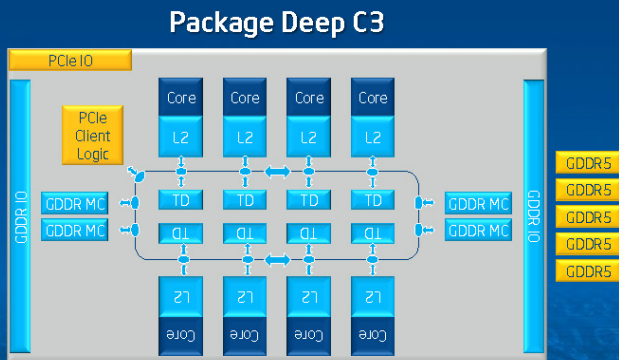 Package Deep C3
PCIe IO
Core Core Core Core
PCIe
Client
Logic
L2 L2 L2 L2
GDDR5
GDDR5
GDDR5
GDDR5
GDDR5
GDDR IO
GDDR MC
GDDR MC
TD TD TD TD
TD TD TD TD
GDDR MC
GDDR MC
GDDR IO
L2 L2 L2 L2
Core Core Core Core